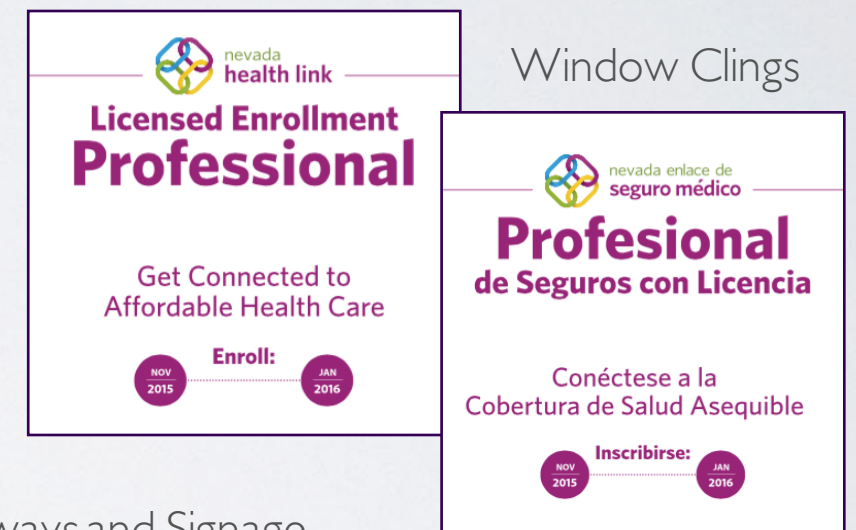 nevada
health link
Licensed Enrollment
Professional
Get Connected to
Affordable Health Care
Enroll:
NOV
2015
JAN
2016
Window Clings
nevada enlace de
seguro médico
Profesional
de Seguros con Licencia
Conéctese a la
Cobertura de Salud Asequible
Inscribirse:
NOV
2015
JAN
2016
and Signage